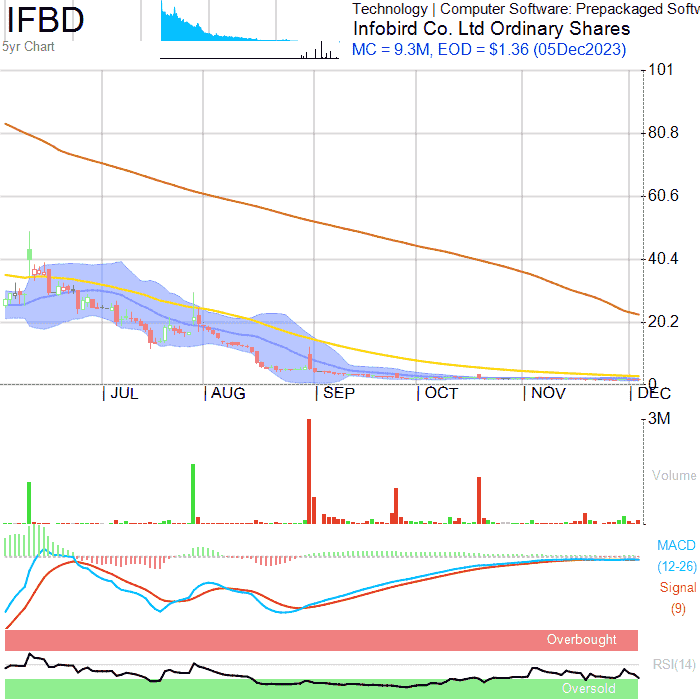 IFBD
5yr Chart
Technology | Computer Software: Prepackaged Softw
Infobird Co. Ltd Ordinary Shares
MC = 9.3M, EOD = $1.36 (05Dec2023)
101
80.8
60.6
40.4
20.2
0
JUL AUG SEP OCT NOV DEC
3M
Volume
MACD
(12-26)
Signal
(9)
Overbought
RSI(14)
Oversold